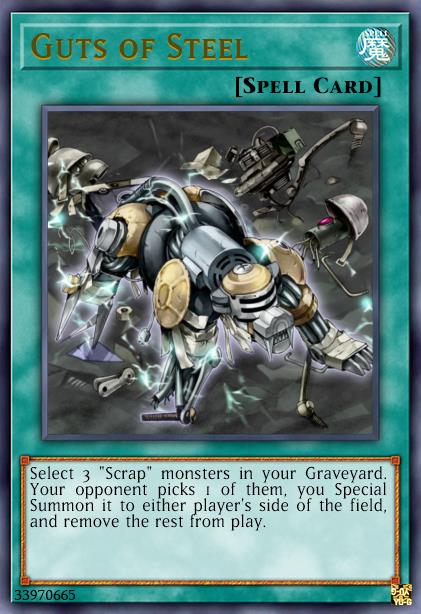 Guts of Steel
SPELL
魔
[Spell Card]
Select 3 "Scrap" monsters in your Graveyard.
Your opponent picks 1 of them, you Special
Summon it to either player's side of the field,
and remove the rest from play.
33970665